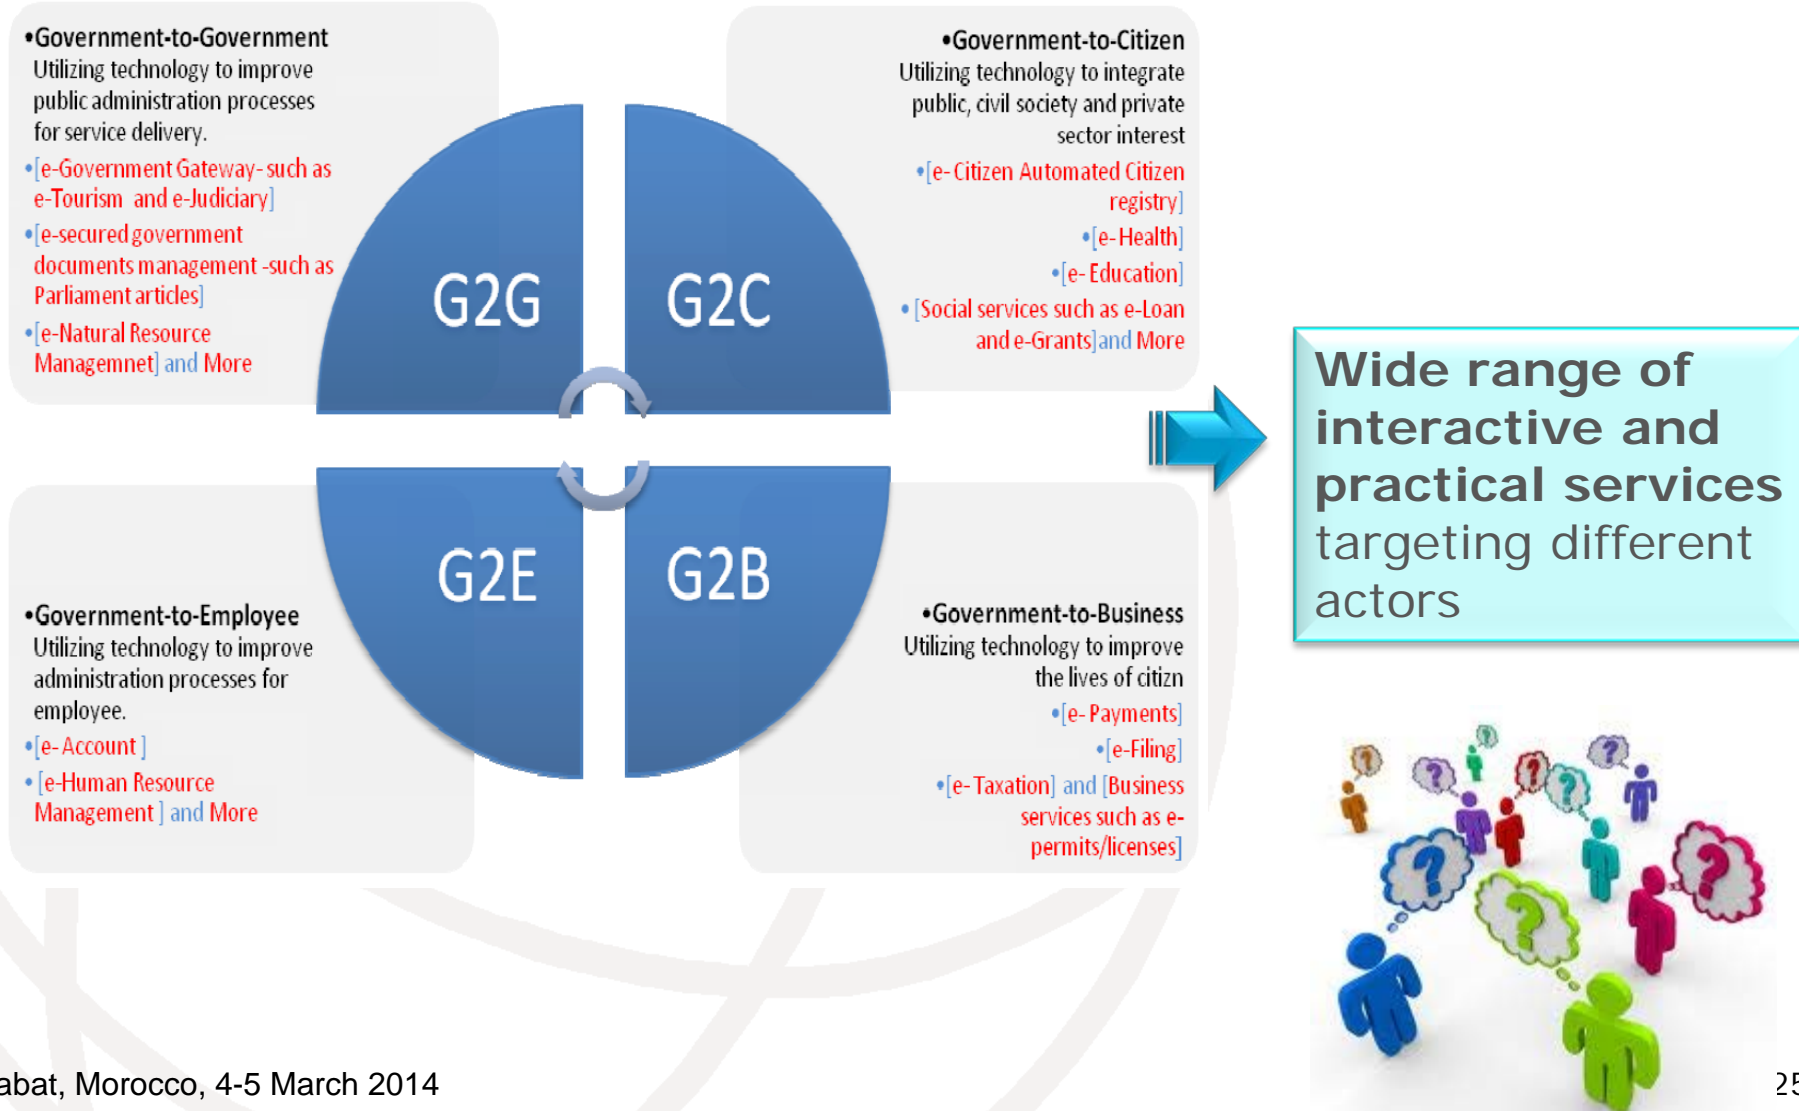 •Government-to-Government
Utilizing technology to improve
public administration processes
for service delivery.
•[e-Government Gateway- such as
e-Tourism and e-Judiciary]
•[e-secured government
documents management -such as
Parliament articles]
•[e-Natural Resource
Managemnet] and More
•Government-to-Citizen
Utilizing technology to integrate
public, civil society and private
sector interest
•[e- Citizen Automated Citizen
registry]
•[e- Health]
•[e- Education]
• [Social services such as e-Loan
and e-Grants]and More
G2G
G2C
G2E
G2B
•Government-to-Employee
Utilizing technology to improve
administration processes for
employee.
•[e- Account ]
• [e-Human Resource
Management ] and More
•Government-to-Business
Utilizing technology to improve
the lives of citizn
•[e- Payments]
•[e-Filing]
•[e- Taxation] and [Business
services such as e-
permits/licenses]
Wide range of
interactive and
practical services
targeting different
actors
?
?
?
?
?
?
?
?
?
abat, Morocco, 4-5 March 2014
25